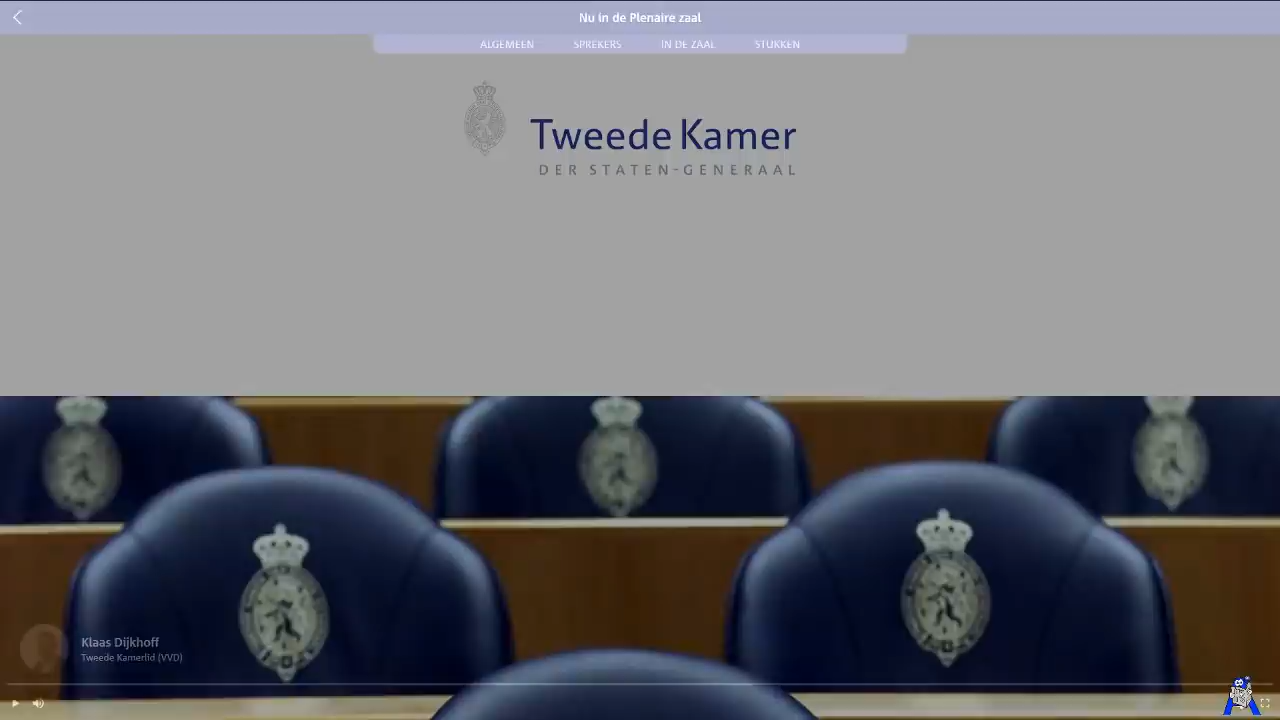 Nu in de Plenaire zaal
ALGEMEEN SPREKERS IN DE ZAAL STUKKEN
Tweede Kamer
DER STATEN-GENERAAL
Klaas Dijkhoff
Tweede Kamerlid (VVD)